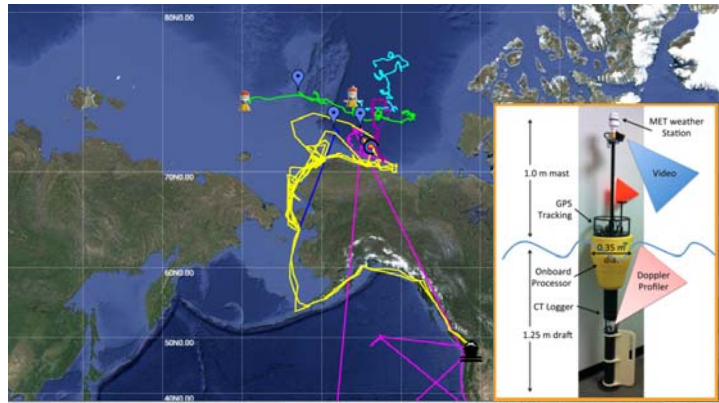 80N0.00
70N0.00
60N0.00
50N0.00
40N0.00
MET weather
Station
1.0 m mast
Video
GPS
Tracking
0.35 m
dia.
Onboard
Processor
Doppler
Profiler
CT Logger
1.25 m draft